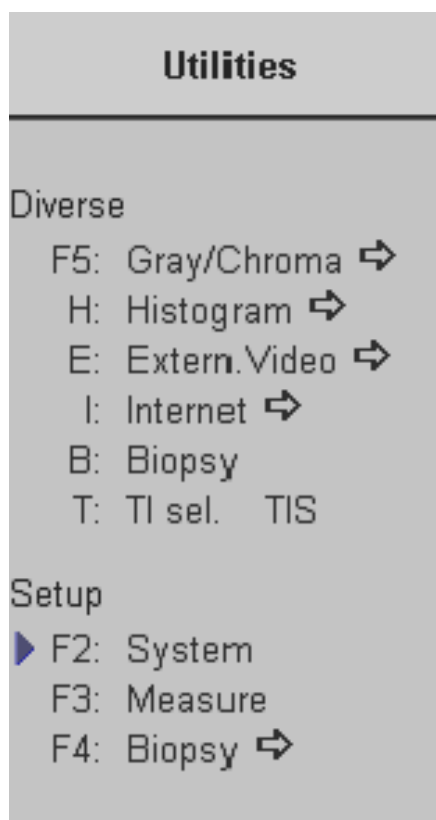 Utilities
Diverse
F5: Gray/Chroma
H: Histogram
E: Extern.Video
I: Internet
B: Biopsy
T: TI sel. TIS
Setup
F2: System
F3: Measure
F4: Biopsy